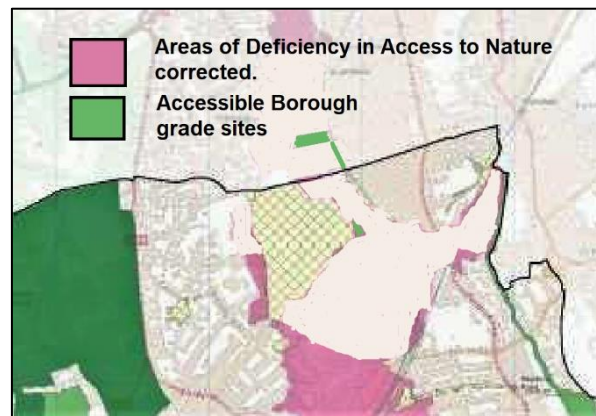 Areas of Deficiency in Access to Nature
corrected.
Accessible Borough
grade sites